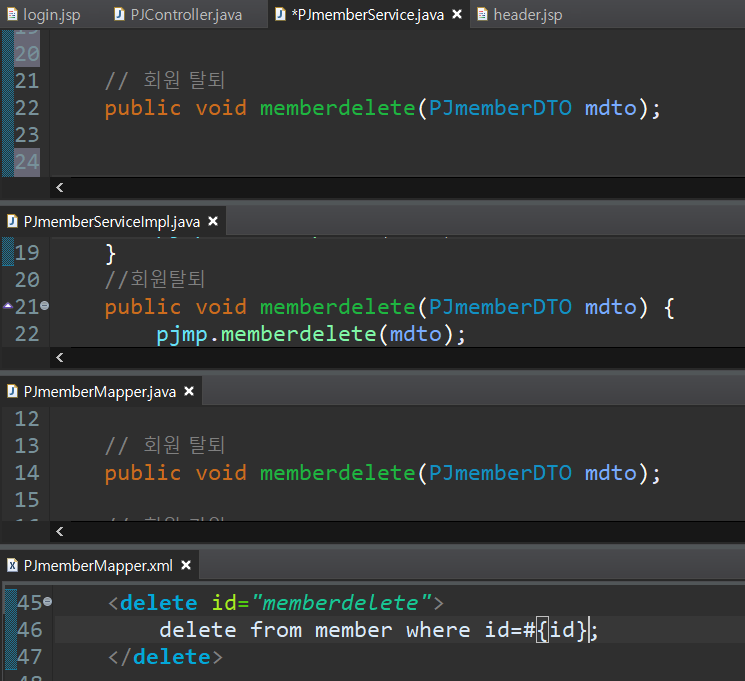 login.jsp PJController.java *PJmemberService.java header.jsp
20
21 // 회원 탈퇴
22 public void memberdelete(PJmemberDTO mdto);
23
24
PJmemberServiceImpl.java
19 }
20 //회원탈퇴
21 public void memberdelete(PJmemberDTO mdto) {
22 pjmp.memberdelete(mdto);
PJmemberMapper.java
12
13 // 회원 탈퇴
14 public void memberdelete(PJmemberDTO mdto);
15
PJmemberMapper.xml
45 <delete id="memberdelete">
46 delete from member where id=#{id};
47 </delete>